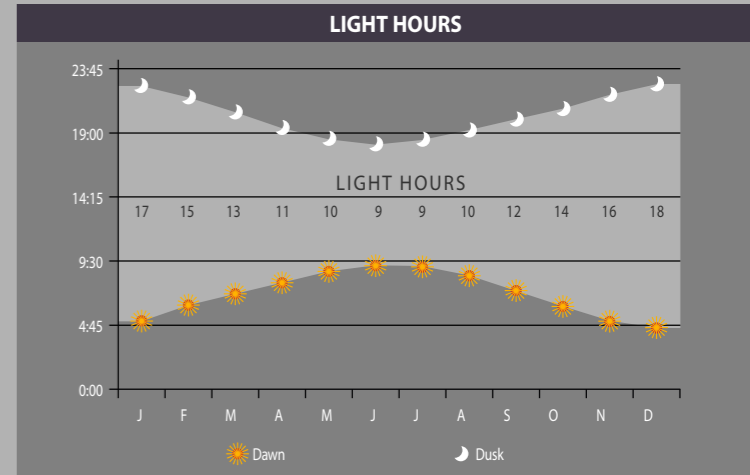 LIGHT HOURS
23:45
19:00
LIGHT HOURS
14:15
17 15 13 11 10 9 9 10 12 14 16 18
9:30
4:45
0:00
J F M A M J J A S O N D
Dawn Dusk